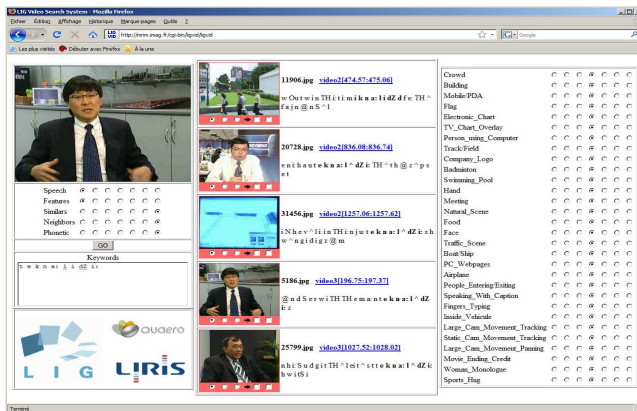 LIG Video Search System - Mozilla Firefox
Fichier Édition Affichage Historique Marque-pages Outils ?
http://mrim.imag.fr/cgi-bin/ligvid/ligvid
Google
Les plus visités Débuter avec Firefox À la une
Speech
Features
Similars
Neighbors
Phonetic
GO
Keywords
t e k n a: l i dZ i:
Quaero
LIG
LIRIS
11906.jpg video2[474.57:475.06]
20728.jpg video2[836.08:836.74]
31456.jpg video2[1257.06:1257.62]
5186.jpg video3[196.75:197.37]
25799.jpg video3[1027.52:1028.02]
Crowd
Building
Mobile/PDA
Flag
Electronic_Chart
TV_Chart_Overlay
Person_using_Computer
Track/Field
Company_Logo
Badminton
Swimming_Pool
Hand
Meeting
Natural_Scene
Food
Face
Traffic_Scene
Boat/Ship
PC_Webpages
Airplane
People_Entering/Exiting
Speaking_With_Caption
Fingers_Typing
Inside_Vehicule
Large_Cam_Movement_Tracking
Static_Cam_Movement_Tracking
Large_Cam_Movement_Panning
Movie_Ending_Credit
Woman_Monologue
Sports_Hug
Terminé